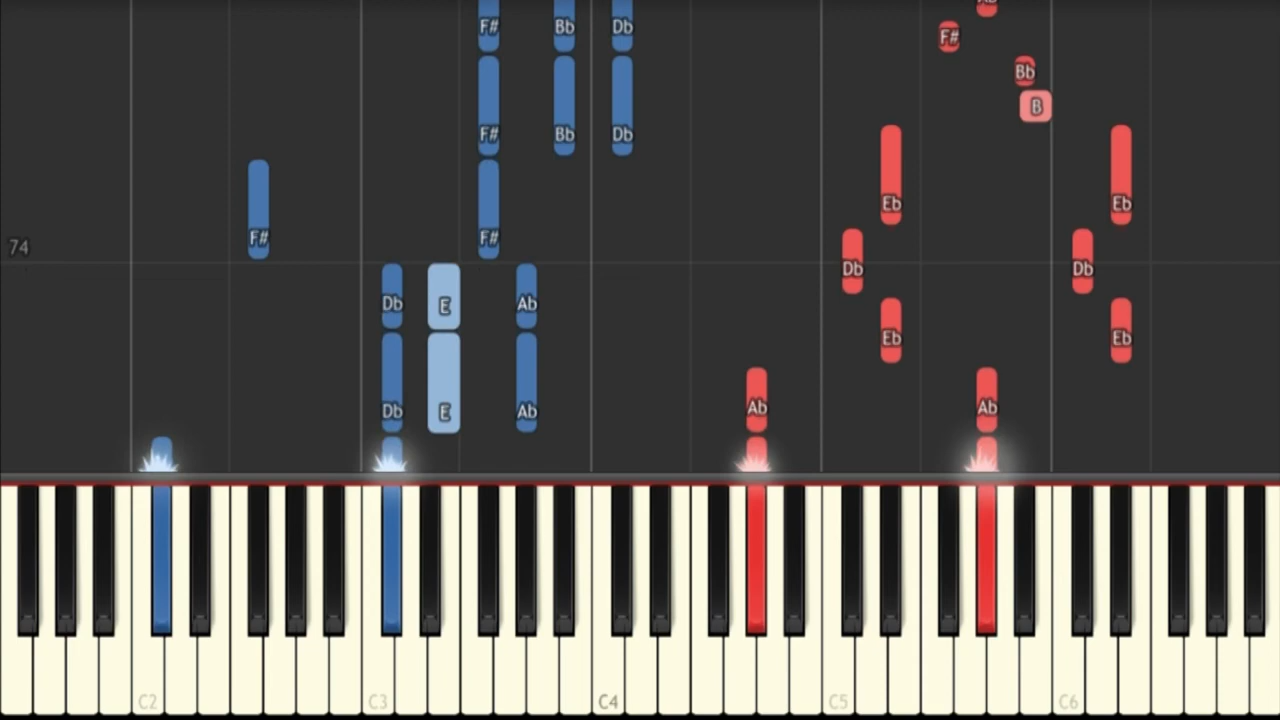 Ab
F# Bb Db F#
Bb
B
F# Bb Db
Eb Eb
F# F#
74
Db Db
Db E Ab
Eb Eb
Db E Ab Ab Ab
C2 C3 C4 C5 C6